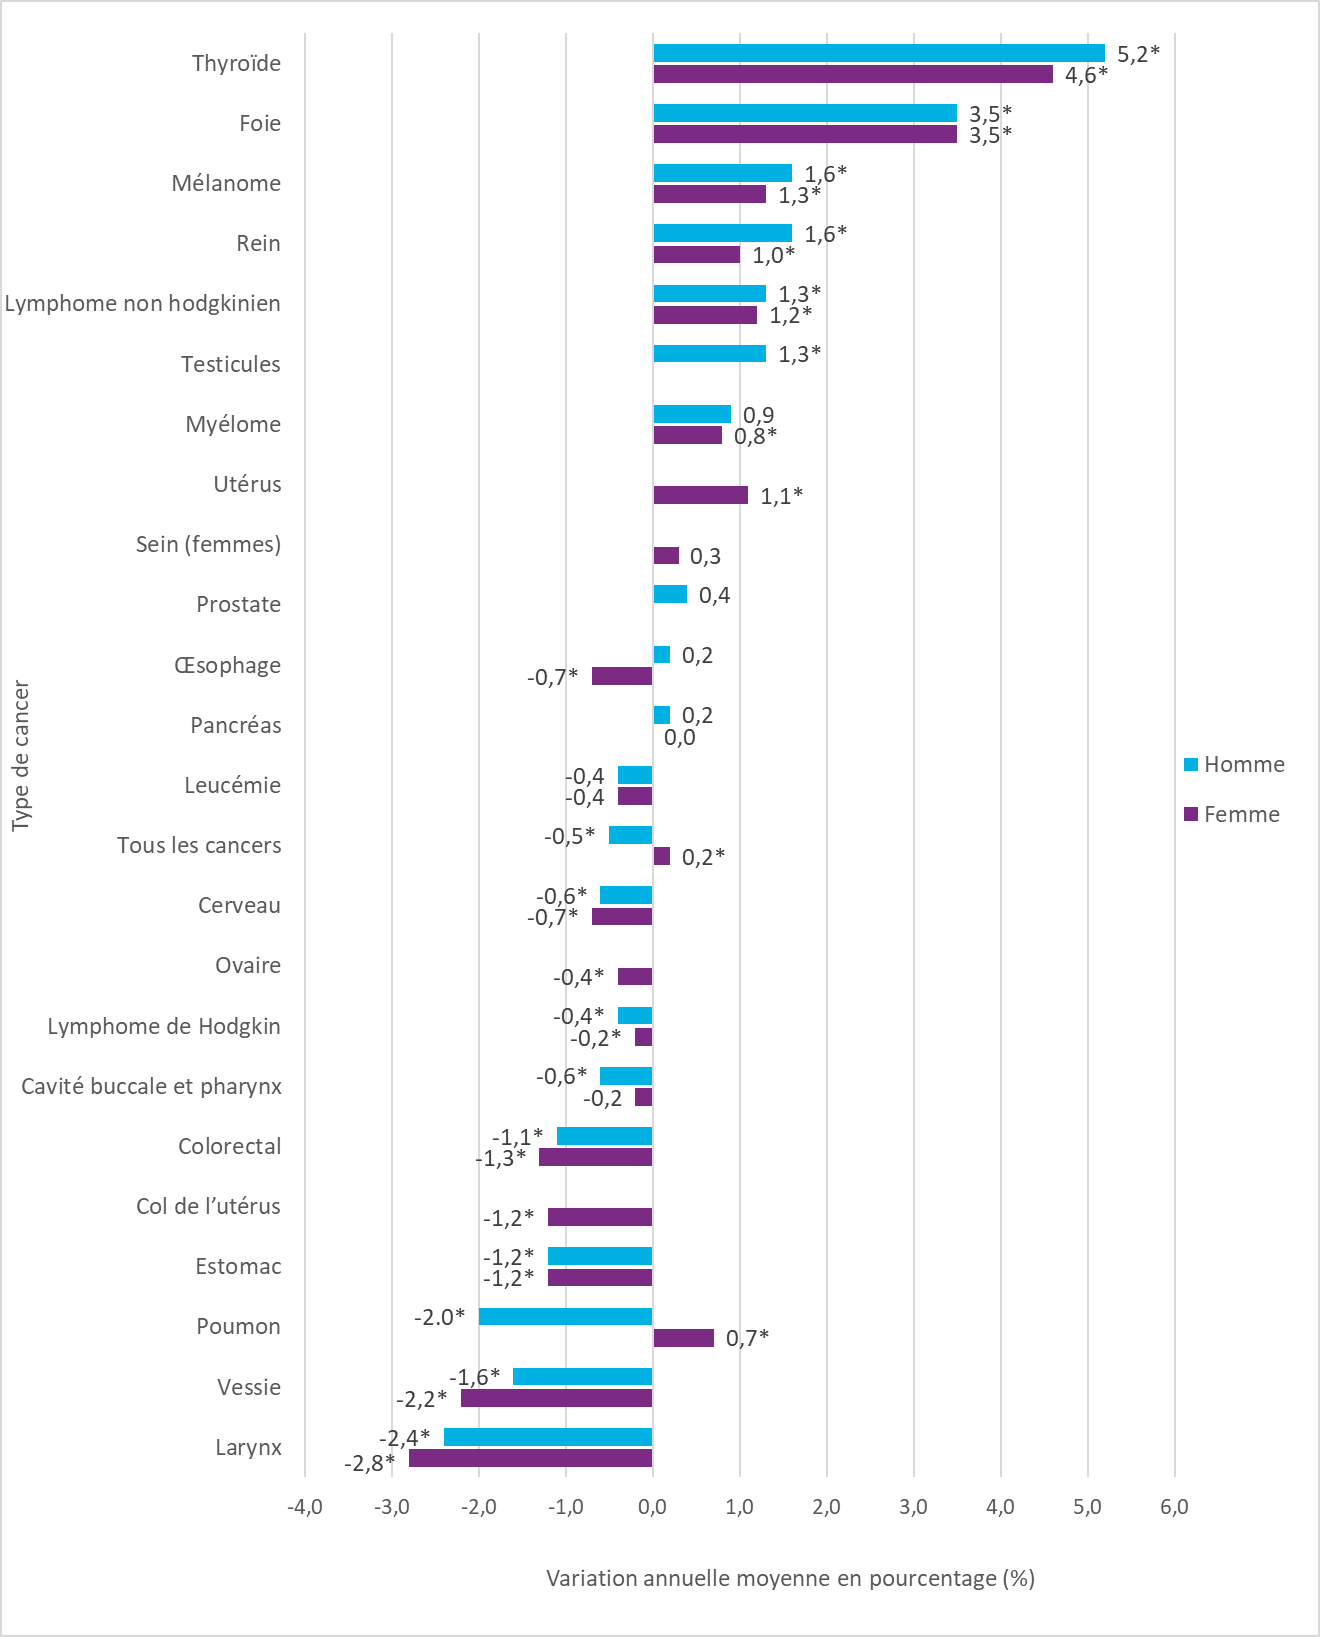 Thyroïde
5,2*
4,6*
Foie
3,5*
3,5*
Mélanome
1,6*
1,3*
Rein
1,6*
1,0*
Lymphome non hodgkinien
1,3*
1,2*
Testicules
1,3*
Myélome
0,9
0,8*
Utérus
1,1*
Sein (femmes)
0,3
Prostate
0,4
Œsophage
0,2
-0,7*
Pancréas
0,2
0,0
Leucémie
-0,4
-0,4
Tous les cancers
-0,5*
0,2*
Cerveau
-0,6*
-0,7*
Ovaire
-0,4*
Lymphome de Hodgkin
-0,4*
-0,2*
Cavité buccale et pharynx
-0,6*
-0,2
Colorectal
-1,1*
-1,3*
Col de l’utérus
-1,2*
Estomac
-1,2*
-1,2*
Poumon
-2.0*
0,7*
Vessie
-1,6*
-2,2*
Larynx
-2,4*
-2,8*
Type de cancer
Homme
Femme
-4,0 -3,0 -2,0 -1,0 0,0 1,0 2,0 3,0 4,0 5,0 6,0
Variation annuelle moyenne en pourcentage (%)